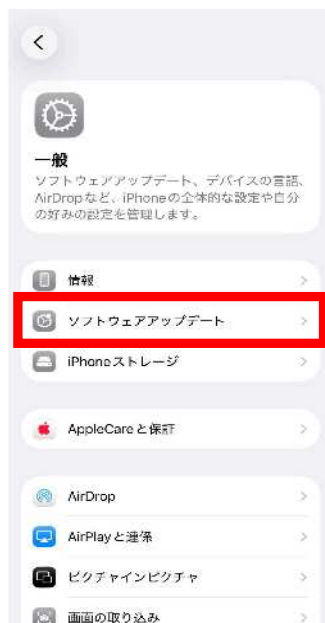 一般
ソフトウェアアップデート、デバイスの言語、
AirDropなど、iPhoneの全体的な設定や自分
の好みの設定を管理します。
情報
ソフトウェアアップデート
iPhoneストレージ
AppleCareと保証
AirDrop
AirPlayと連係
ピクチャインピクチャ
画面の取り込み